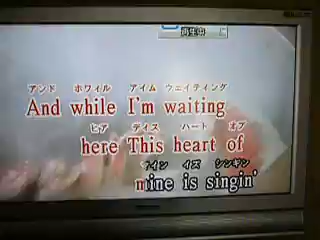 再生中
アンド ホワイル アイム ウェイティング
And while I'm waiting
ヒア ディス ハート オブ
here This heart of
マイン イズ シンギン
mine is singin'